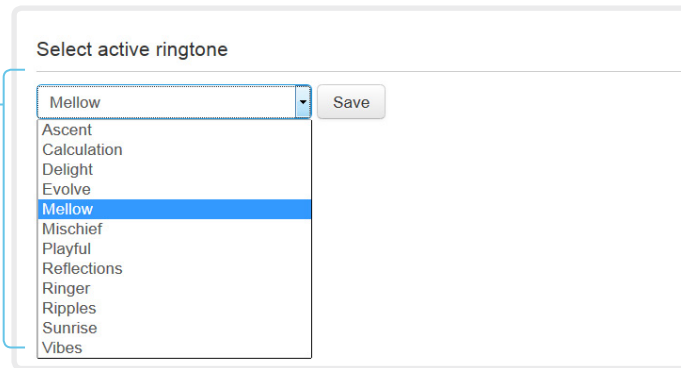 Select active ringtone
Mellow Save
Ascent
Calculation
Delight
Evolve
Mellow
Mischief
Playful
Reflections
Ringer
Ripples
Sunrise
Vibes